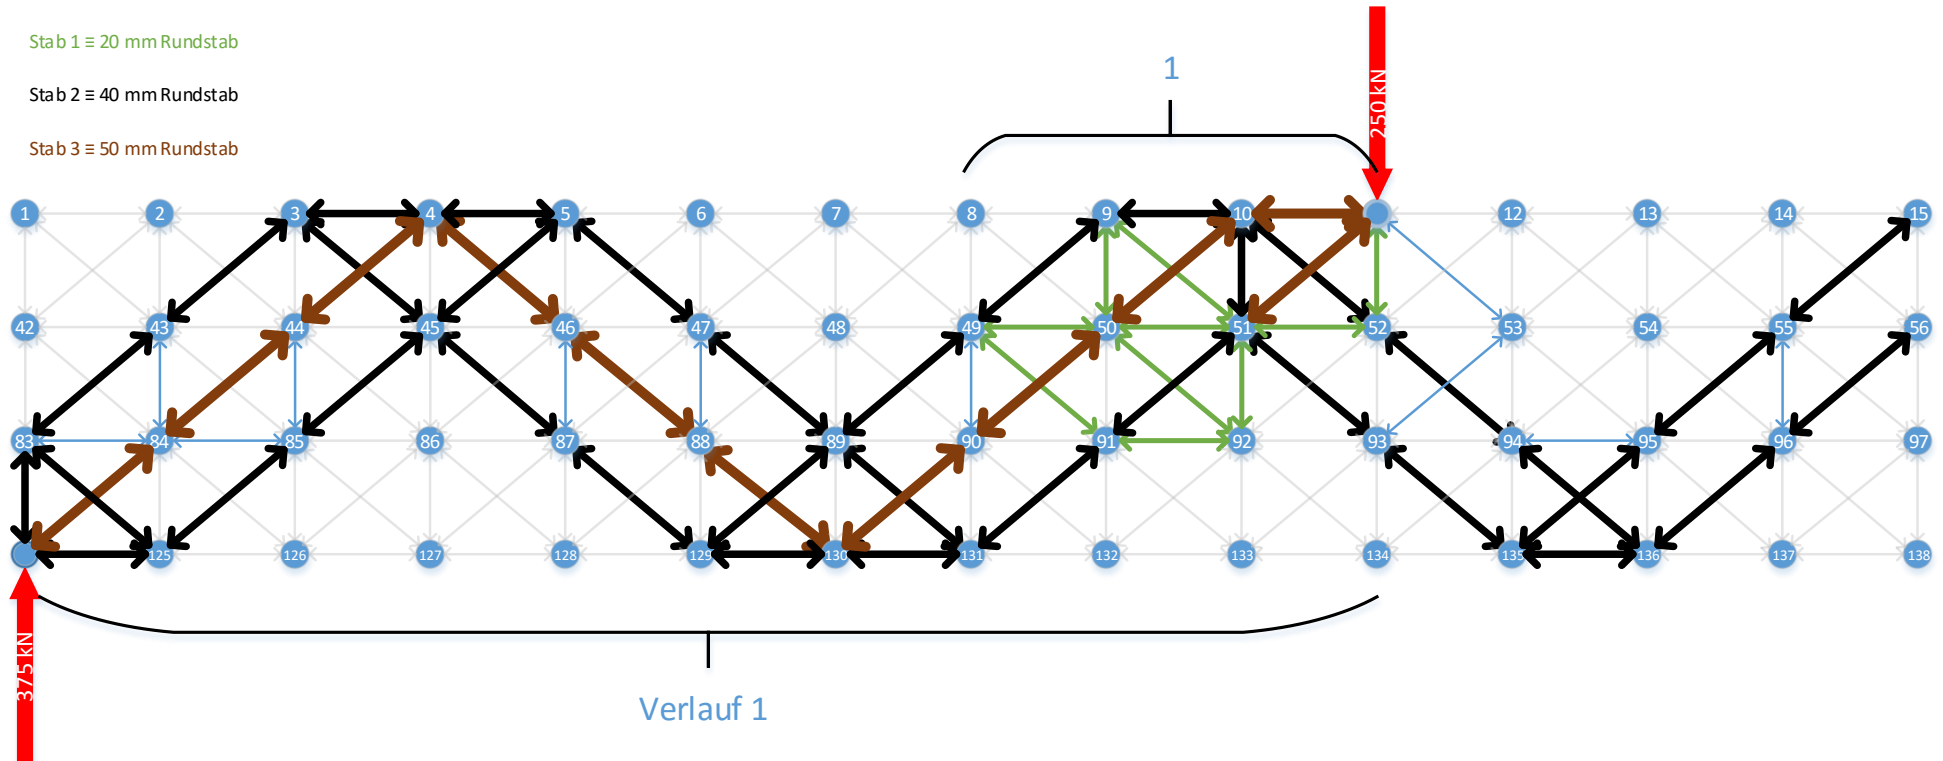 Stab 1 ≡ 20 mm Rundstab
Stab 2 ≡ 40 mm Rundstab
Stab 3 ≡ 50 mm Rundstab
1
250 kN
1 2 3 4 5 6 7 8 9 10 12 13 14 15
42 43 44 45 46 47 48 49 50 51 52 53 54 55 56
83 84 85 86 87 88 89 90 91 92 93 94 95 96 97
125 126 127 128 129 130 131 132 133 134 135 136 137 138
375 kN
Verlauf 1